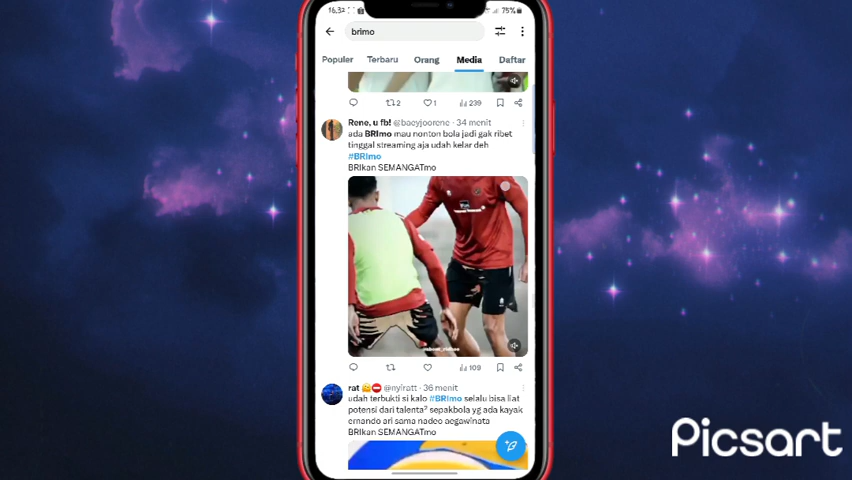 75%
brimo
Populer Terbaru Orang Media Daftar
2 1 239
Rene, u fb! @baeyjoorene · 34 menit
ada BRImo mau nonton bola jadi gak ribet
tinggal streaming aja udah kelar deh
#BRImo
BRIkan SEMANGATmo
109
rat @nyiratt · 36 menit
udah terbukti si kalo #BRImo selalu bisa liat
potensi dari talenta² sepakbola yg ada kayak
ernando ari sama nadeo aegawinata
BRIkan SEMANGATmo
Picsart